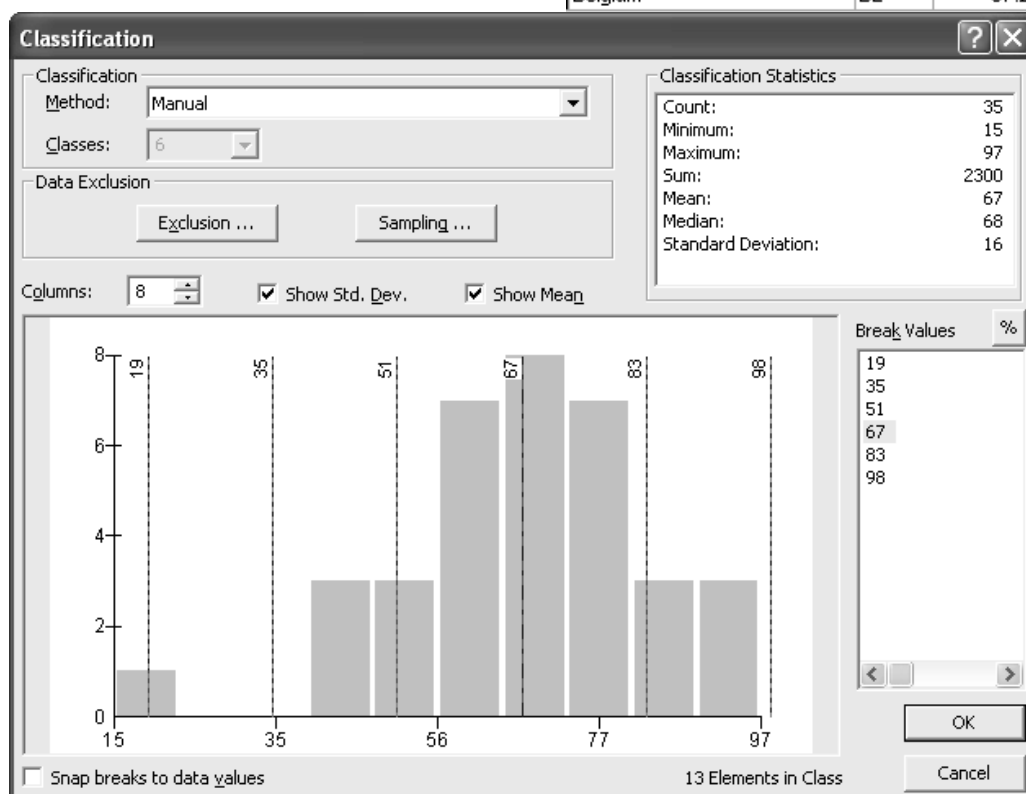 Classification
Classification
Method: Manual
Classes: 6
Data Exclusion
Exclusion ...
Sampling ...
Classification Statistics
Count: 35
Minimum: 15
Maximum: 97
Sum: 2300
Mean: 67
Median: 68
Standard Deviation: 16
Columns: 8
Show Std. Dev.
Show Mean
Break Values
%
19
35
51
67
83
98
8
6
4
2
0
19
35
51
67
83
98
15
35
56
77
97
OK
Snap breaks to data values
13 Elements in Class
Cancel